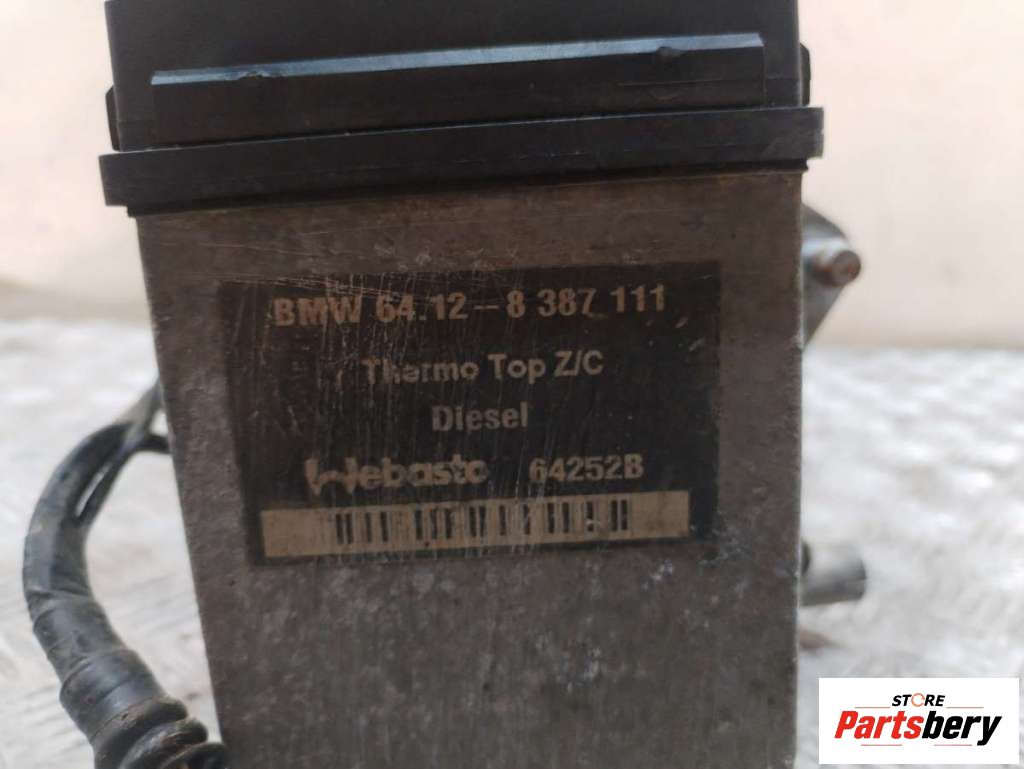 BMW 64.12-8 387 111
Thermo Top Z/C
Diesel
Webasto 64252B
STORE
Partsbery